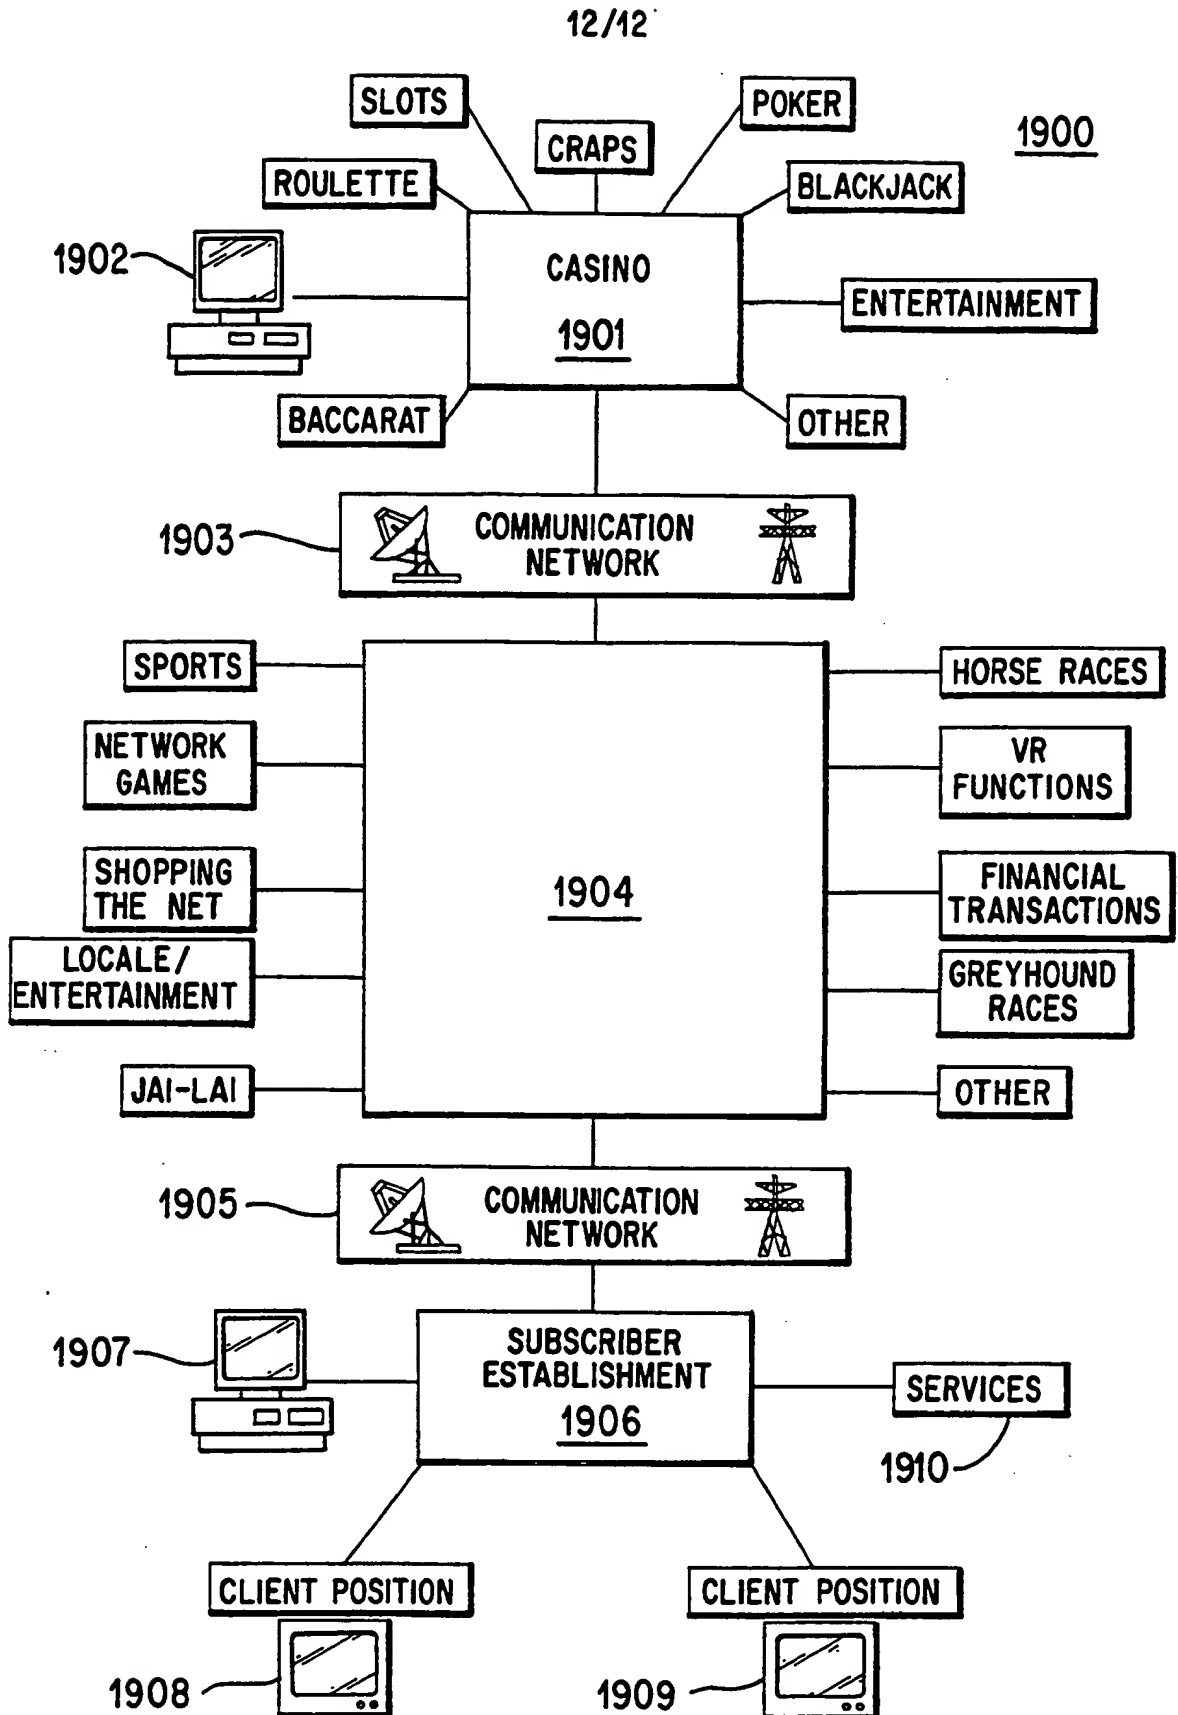 12/12
SLOTS
POKER
1900
CRAPS
ROULETTE
BLACKJACK
1902
CASINO
1901
ENTERTAINMENT
BACCARAT
OTHER
1903
COMMUNICATION
NETWORK
SPORTS
HORSE RACES
NETWORK
GAMES
VR
FUNCTIONS
SHOPPING
THE NET
1904
FINANCIAL
TRANSACTIONS
LOCALE/
ENTERTAINMENT
GREYHOUND
RACES
JAI-LAI
OTHER
1905
COMMUNICATION
NETWORK
1907
SUBSCRIBER
ESTABLISHMENT
1906
SERVICES
1910
CLIENT POSITION
CLIENT POSITION
1908
1909